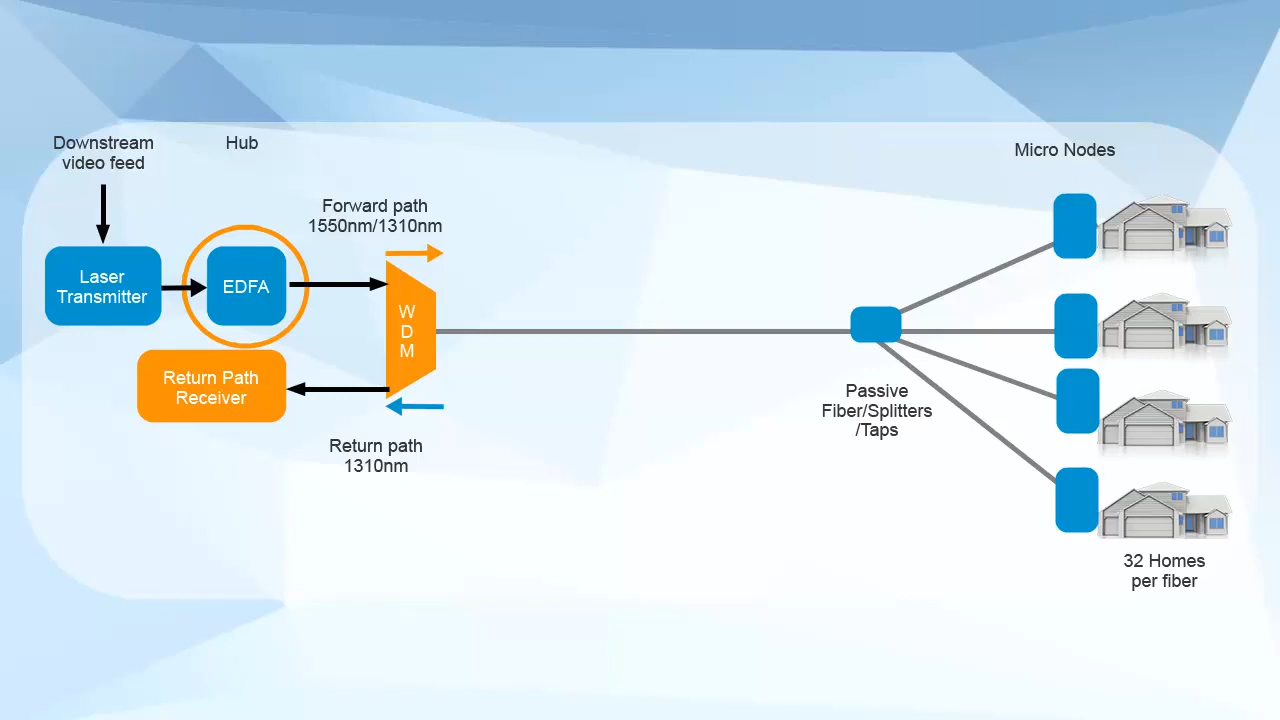 Downstream
video feed
Hub
Micro Nodes
Forward path
1550nm/1310nm
Laser
Transmitter
EDFA
W
D
M
Return Path
Receiver
Passive
Fiber/Splitters
/Taps
Return path
1310nm
32 Homes
per fiber